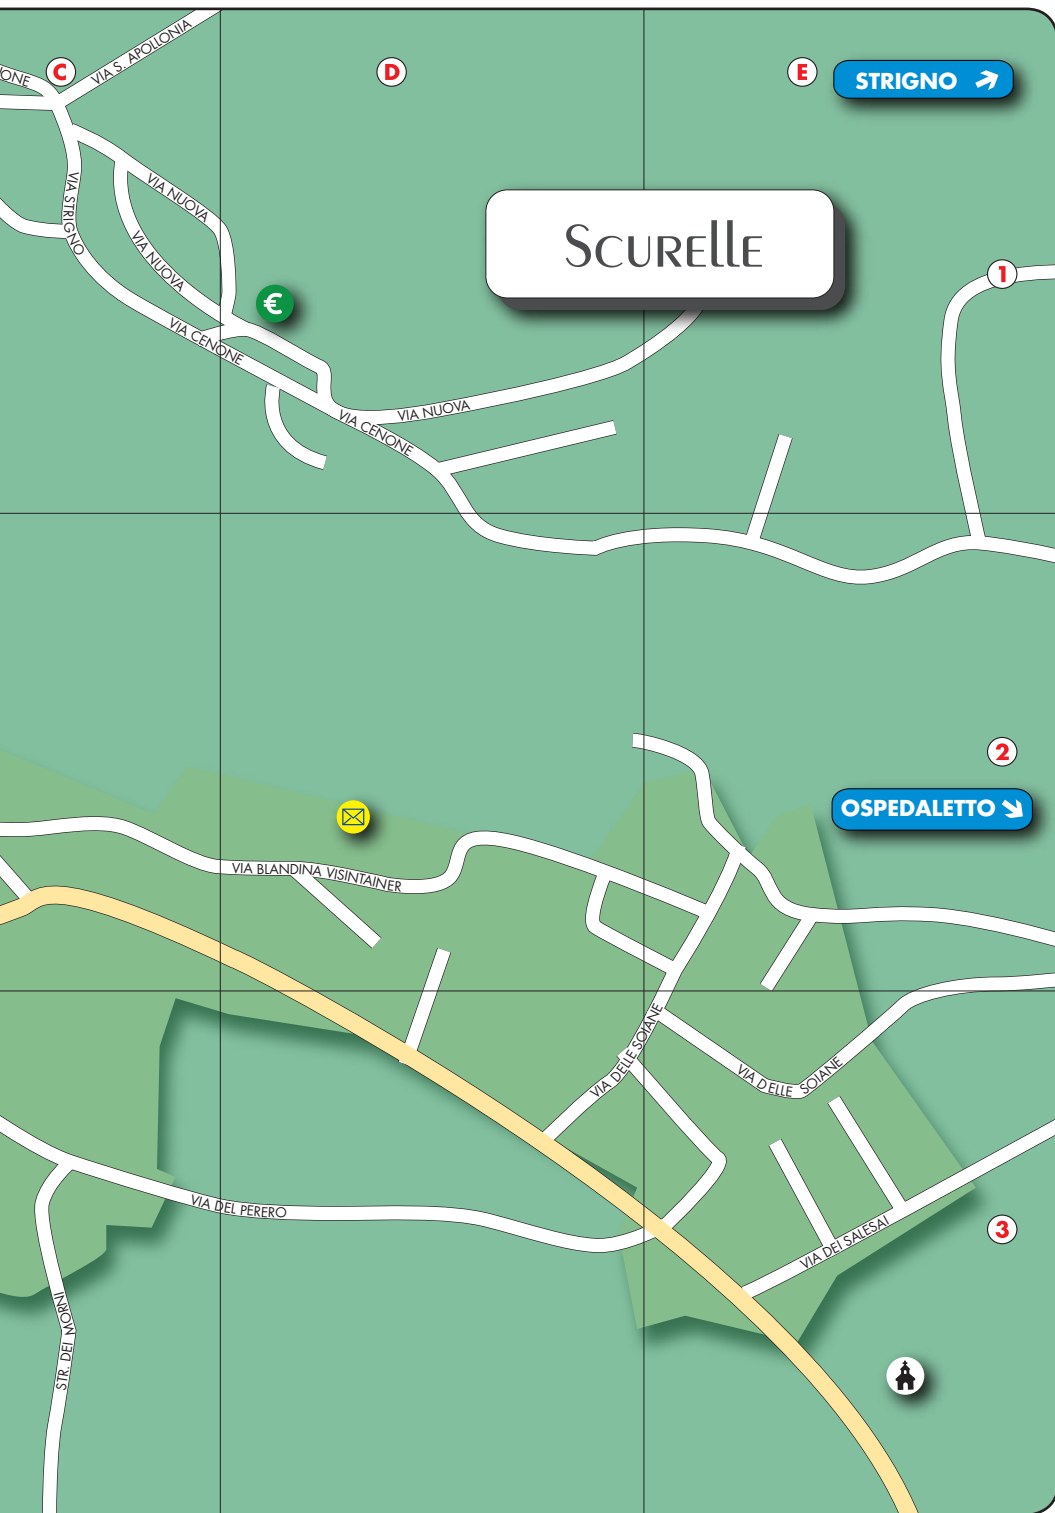 VIA S. APOLLONIA
ONE
C
D
E
STRIGNO
VIA STRIGNO
VIA NUOVA
VIA NUOVA
Scurelle
€
1
VIA CENONE
VIA NUOVA
VIA CENONE
2
OSPEDALETTO
VIA BLANDINA VISINTAINER
VIA DELLE SOIANE
VIA DELLE SOIANE
VIA DEL PERERO
VIA DEI SALESAI
3
STR. DEI MORNI